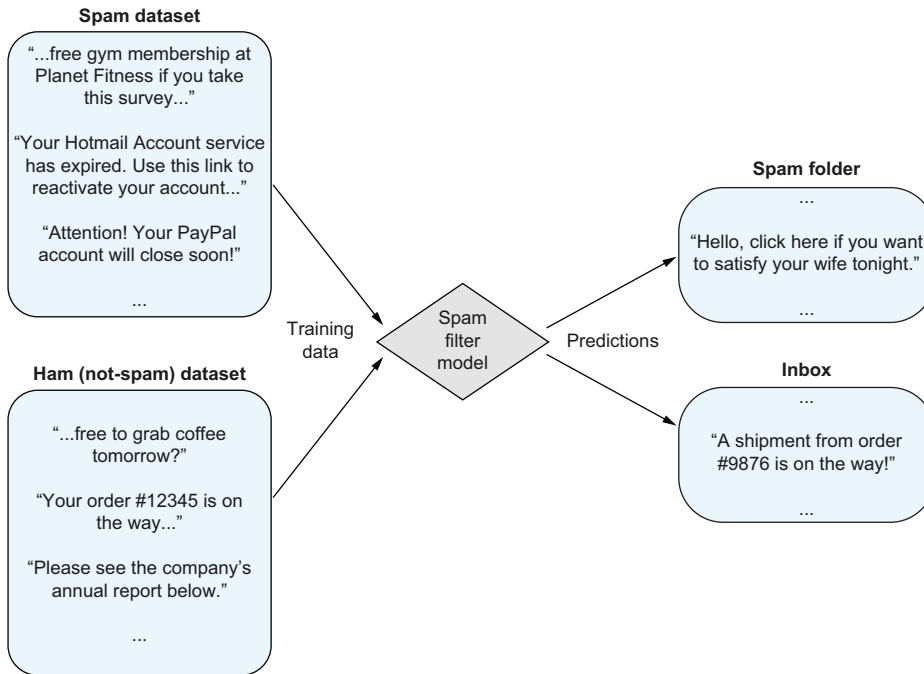 Spam dataset
“...free gym membership at
Planet Fitness if you take
this survey...”
“Your Hotmail Account service
has expired. Use this link to
reactivate your account...”
“Attention! Your PayPal
account will close soon!”
...
Ham (not-spam) dataset
“...free to grab coffee
tomorrow?”
“Your order #12345 is on
the way...”
“Please see the company’s
annual report below.”
...
Training
data
Spam
filter
model
Predictions
Spam folder
...
“Hello, click here if you want
to satisfy your wife tonight.”
...
Inbox
...
“A shipment from order
#9876 is on the way!”
...